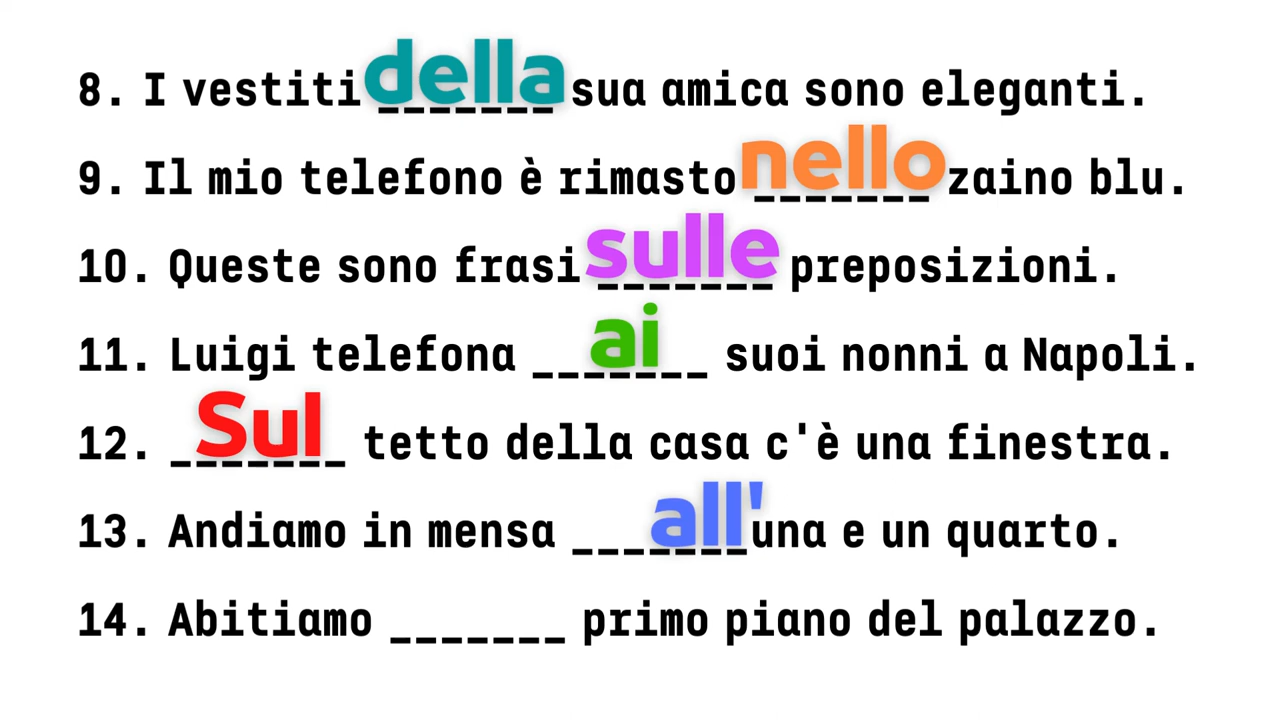 8. I vestiti della sua amica sono eleganti.
9. Il mio telefono è rimasto nello zaino blu.
10. Queste sono frasi sulle preposizioni.
11. Luigi telefona ai suoi nonni a Napoli.
12. Sul tetto della casa c'è una finestra.
13. Andiamo in mensa all'una e un quarto.
14. Abitiamo _______ primo piano del palazzo.